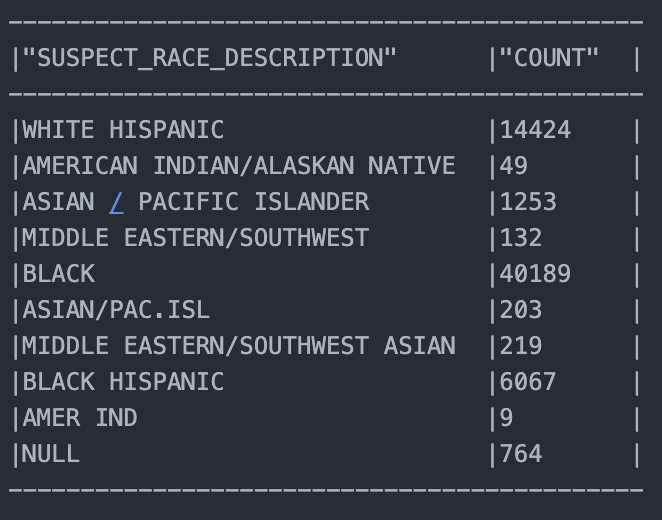 --------------------------------------------
|"SUSPECT_RACE_DESCRIPTION"      |"COUNT"  |
--------------------------------------------
|WHITE HISPANIC                  |14424    |
|AMERICAN INDIAN/ALASKAN NATIVE  |49       |
|ASIAN / PACIFIC ISLANDER        |1253     |
|MIDDLE EASTERN/SOUTHWEST        |132      |
|BLACK                           |40189    |
|ASIAN/PAC.ISL                   |203      |
|MIDDLE EASTERN/SOUTHWEST ASIAN  |219      |
|BLACK HISPANIC                  |6067     |
|AMER IND                        |9        |
|NULL                            |764      |
--------------------------------------------